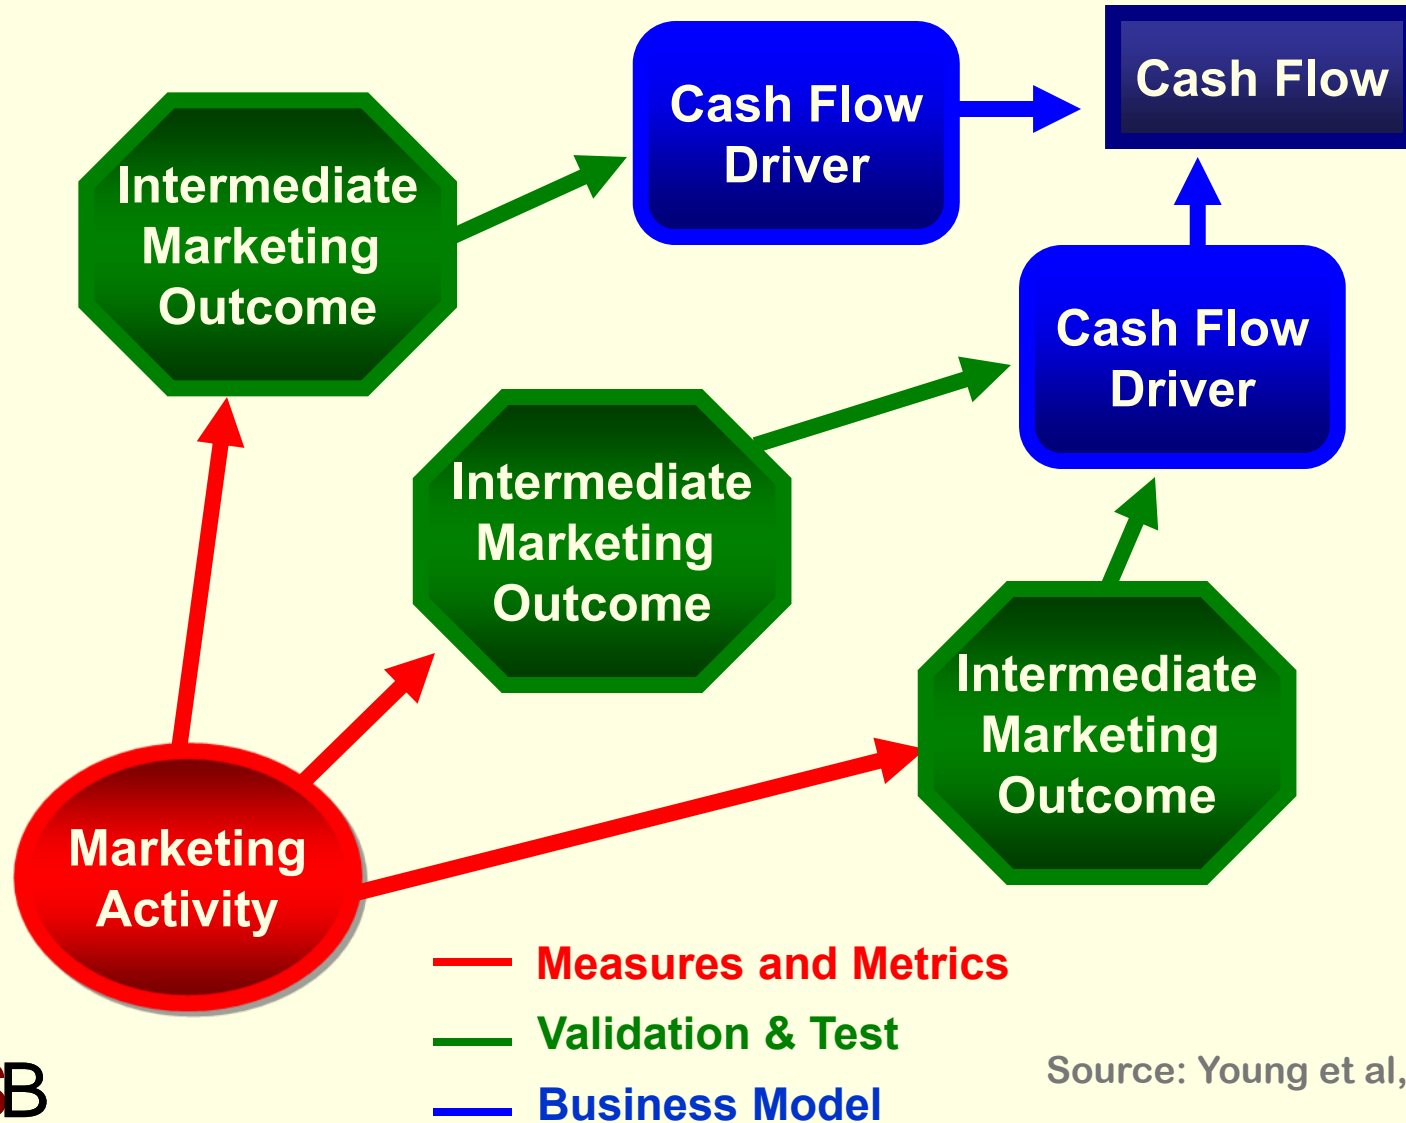 Cash Flow
Cash Flow
Driver
Intermediate
Marketing
Outcome
Cash Flow
Driver
Intermediate
Marketing
Outcome
Intermediate
Marketing
Outcome
Marketing
Activity
Measures and Metrics
Validation & Test
Business Model
Source: Young et al,
B